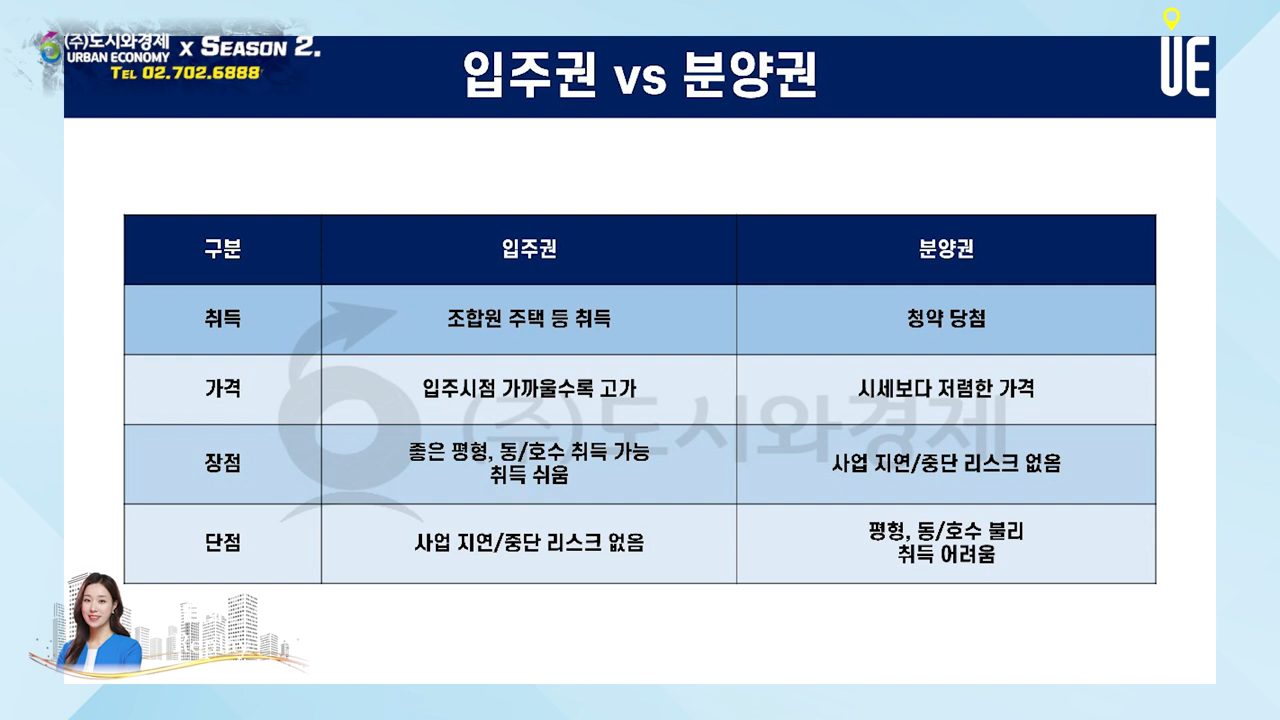 (주)도시와경제
URBAN ECONOMY
x SEASON 2.
TEL 02.702.6888
입주권 vs 분양권
UE
구분 입주권 분양권
취득 조합원 주택 등 취득 청약 당첨
가격 입주시점 가까울수록 고가 시세보다 저렴한 가격
장점 좋은 평형, 동/호수 취득 가능
취득 쉬움
사업 지연/중단 리스크 없음
단점 사업 지연/중단 리스크 없음
평형, 동/호수 불리
취득 어려움
(주)도시와경제